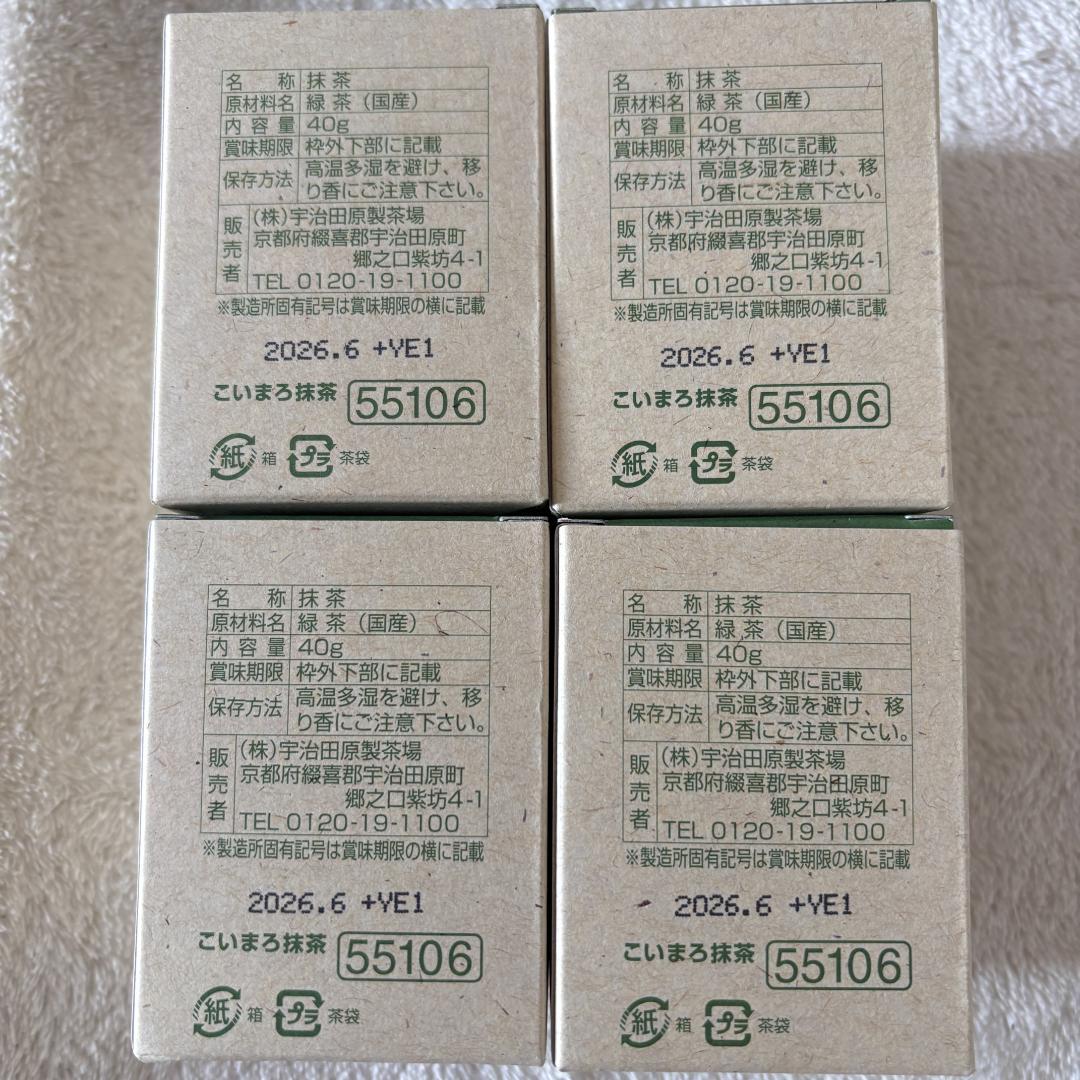 名 称 抹 茶
原材料名 緑 茶（国産）
内 容 量 40g
賞味期限 枠外下部に記載
保存方法 高温多湿を避け、移
り香にご注意下さい。
販売者 (株)宇治田原製茶場
京都府綴喜郡宇治田原町
郷之口紫坊4-1
TEL 0120-19-1100
※製造所固有記号は賞味期限の横に記載
2026.6 +YE1
こいまろ抹茶 55106
紙 箱 プラ 茶袋
名 称 抹 茶
原材料名 緑 茶（国産）
内 容 量 40g
賞味期限 枠外下部に記載
保存方法 高温多湿を避け、移
り香にご注意下さい。
販売者 (株)宇治田原製茶場
京都府綴喜郡宇治田原町
郷之口紫坊4-1
TEL 0120-19-1100
※製造所固有記号は賞味期限の横に記載
2026.6 +YE1
こいまろ抹茶 55106
紙 箱 プラ 茶袋
名 称 抹 茶
原材料名 緑 茶（国産）
内 容 量 40g
賞味期限 枠外下部に記載
保存方法 高温多湿を避け、移
り香にご注意下さい。
販売者 (株)宇治田原製茶場
京都府綴喜郡宇治田原町
郷之口紫坊4-1
TEL 0120-19-1100
※製造所固有記号は賞味期限の横に記載
2026.6 +YE1
こいまろ抹茶 55106
紙 箱 プラ 茶袋
名 称 抹 茶
原材料名 緑 茶（国産）
内 容 量 40g
賞味期限 枠外下部に記載
保存方法 高温多湿を避け、移
り香にご注意下さい。
販売者 (株)宇治田原製茶場
京都府綴喜郡宇治田原町
郷之口紫坊4-1
TEL 0120-19-1100
※製造所固有記号は賞味期限の横に記載
2026.6 +YE1
こいまろ抹茶 55106
紙 箱 プラ 茶袋